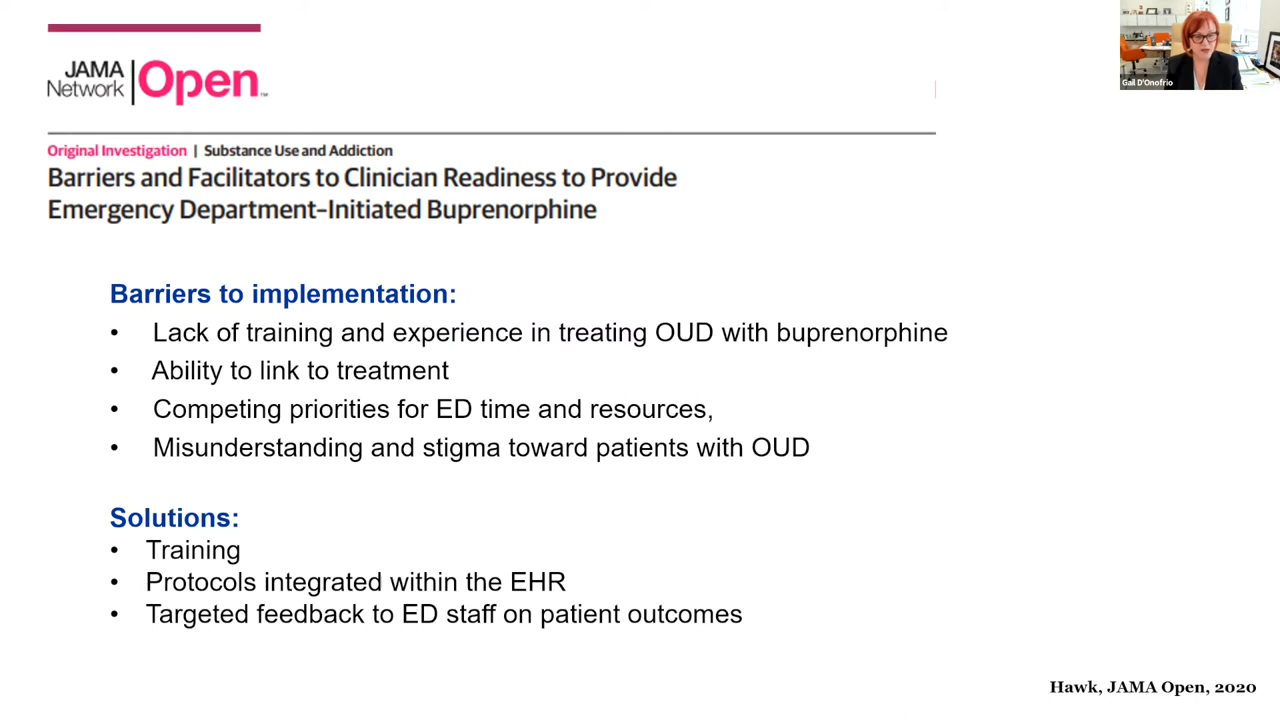 JAMA Network | Open™
Gail D'Onofrio
Original Investigation | Substance Use and Addiction
Barriers and Facilitators to Clinician Readiness to Provide
Emergency Department–Initiated Buprenorphine
Barriers to implementation:
• Lack of training and experience in treating OUD with buprenorphine
• Ability to link to treatment
• Competing priorities for ED time and resources,
• Misunderstanding and stigma toward patients with OUD
Solutions:
• Training
• Protocols integrated within the EHR
• Targeted feedback to ED staff on patient outcomes
Hawk, JAMA Open, 2020